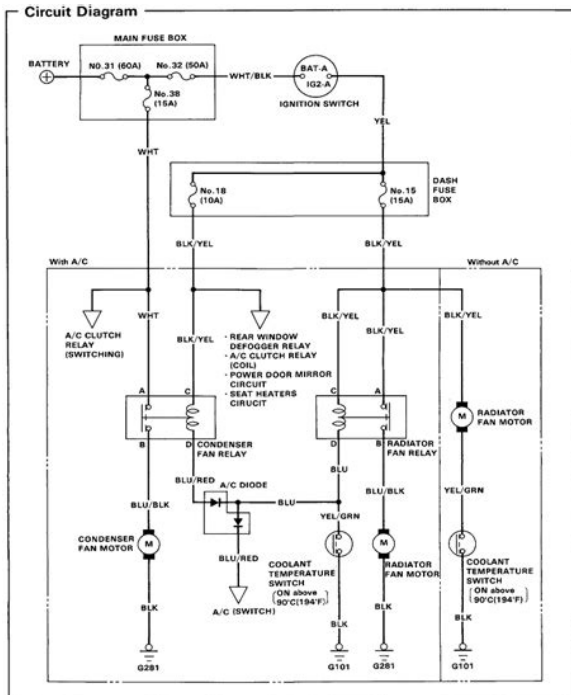 Circuit Diagram
MAIN FUSE BOX
BATTERY
NO.31 (60A)
No.32 (50A)
No.38
(15A)
WHT/BLK
BAT-A
IG2-A
IGNITION SWITCH
WHT
YEL
No.18
(10A)
No.15
(15A)
DASH
FUSE
BOX
BLK/YEL
BLK/YEL
With A/C
Without A/C
A/C CLUTCH
RELAY
(SWITCHING)
WHT
BLK/YEL
· REAR WINDOW
DEFOGGER RELAY
· A/C CLUTCH RELAY
(COIL)
· POWER DOOR MIRROR
CIRCUIT
· SEAT HEATERS
CIRUCIT
BLK/YEL
BLK/YEL
BLK/YEL
A
C
B
D
CONDENSER
FAN RELAY
C
A
D
B
RADIATOR
FAN RELAY
M
RADIATOR
FAN MOTOR
BLU/RED
A/C DIODE
BLU
BLU
BLU/BLK
BLU/BLK
YEL/GRN
YEL/GRN
CONDENSER
FAN MOTOR
M
BLU/RED
A/C (SWITCH)
COOLANT
TEMPERATURE
SWITCH
(ON above
90°C(194°F)
M
RADIATOR
FAN MOTOR
COOLANT
TEMPERATURE
SWITCH
(ON above
90°C(194°F)
BLK
BLK
BLK
BLK
G281
G101
G281
G101